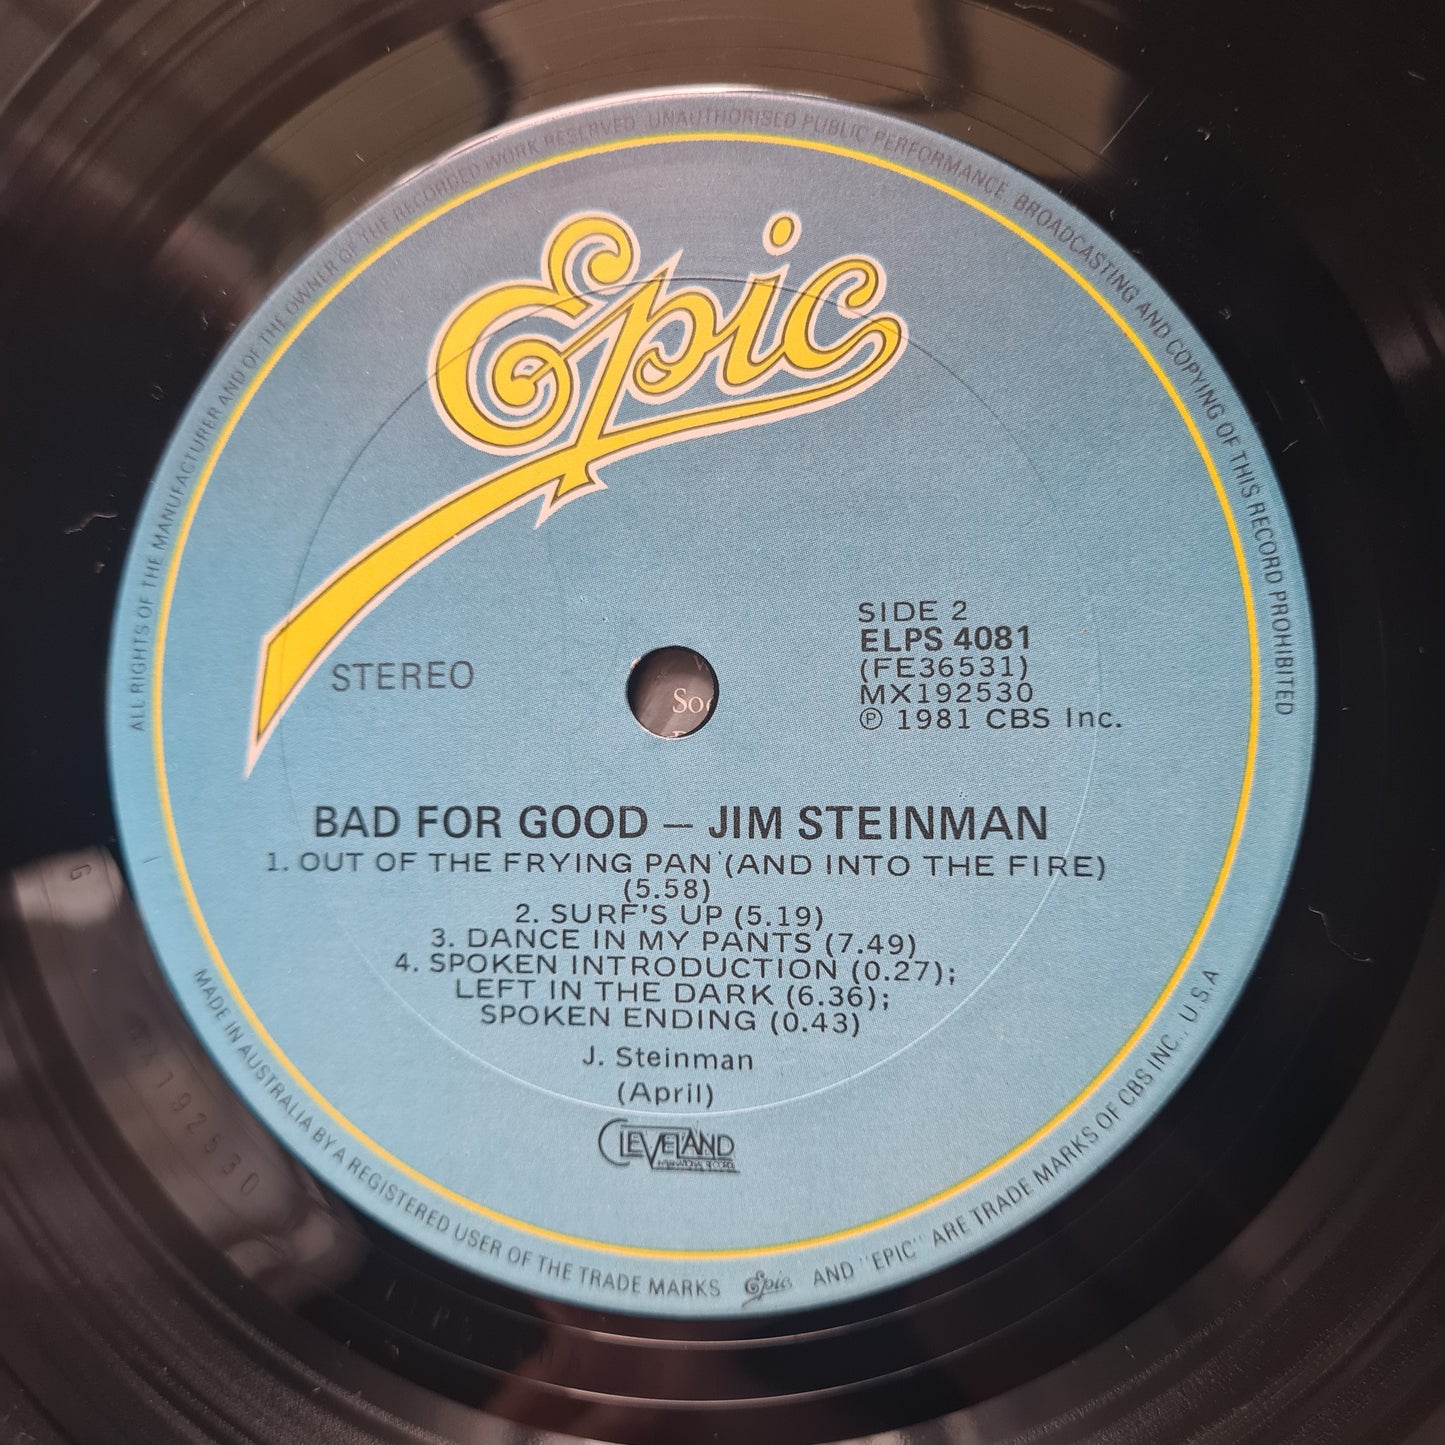 ALL RIGHTS OF THE MANUFACTURER AND OF THE OWNER OF THE RECORDED WORK RESERVED UNAUTHORISED PUBLIC PERFORMANCE BROADCASTING AND COPYING OF THIS RECORD PROHIBITED
Epic
SIDE 2
ELPS 4081
(FE36531)
STEREO
MX192530
℗ 1981 CBS Inc.
BAD FOR GOOD – JIM STEINMAN
1. OUT OF THE FRYING PAN (AND INTO THE FIRE)
(5.58)
2. SURF'S UP (5.19)
3. DANCE IN MY PANTS (7.49)
4. SPOKEN INTRODUCTION (0.27);
LEFT IN THE DARK (6.36);
SPOKEN ENDING (0.43)
J. Steinman
(April)
CLEVELAND
INTERNATIONAL RECORDS
MADE IN AUSTRALIA BY A REGISTERED USER OF THE TRADE MARKS Epic AND "EPIC" ARE TRADE MARKS OF CBS INC., U.S.A
192530